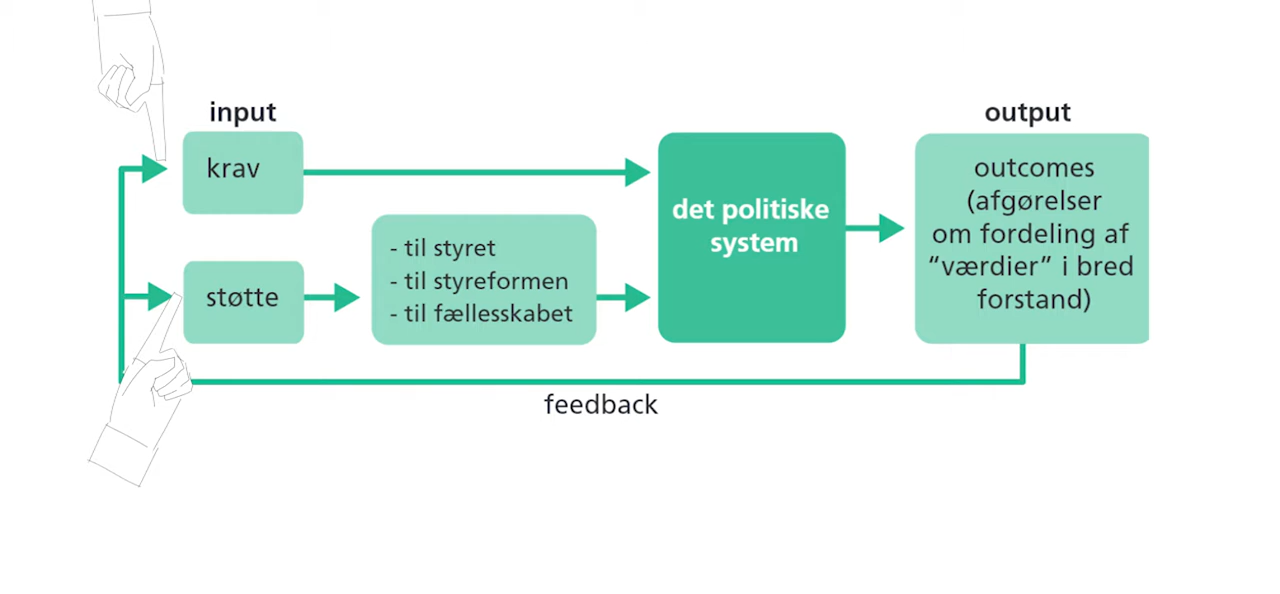 input
krav
støtte
- til styret
- til styreformen
- til fællesskabet
det politiske
system
output
outcomes
(afgørelser
om fordeling af
“værdier” i bred
forstand)
feedback